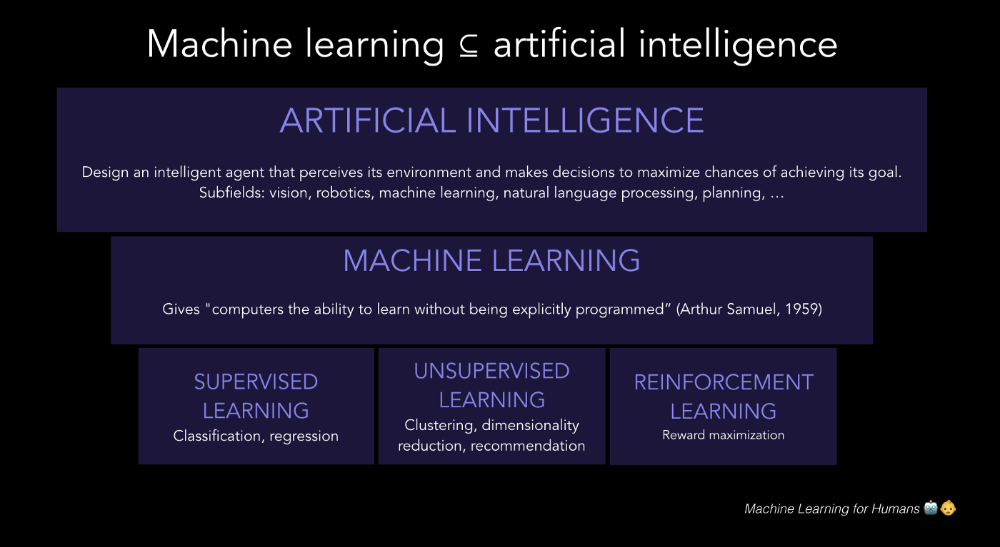 Machine learning ⊆ artificial intelligence
ARTIFICIAL INTELLIGENCE
Design an intelligent agent that perceives its environment and makes decisions to maximize chances of achieving its goal.
Subfields: vision, robotics, machine learning, natural language processing, planning, …
MACHINE LEARNING
Gives "computers the ability to learn without being explicitly programmed” (Arthur Samuel, 1959)
SUPERVISED
LEARNING
Classification, regression
UNSUPERVISED
LEARNING
Clustering, dimensionality
reduction, recommendation
REINFORCEMENT
LEARNING
Reward maximization
Machine Learning for Humans 🤖👶